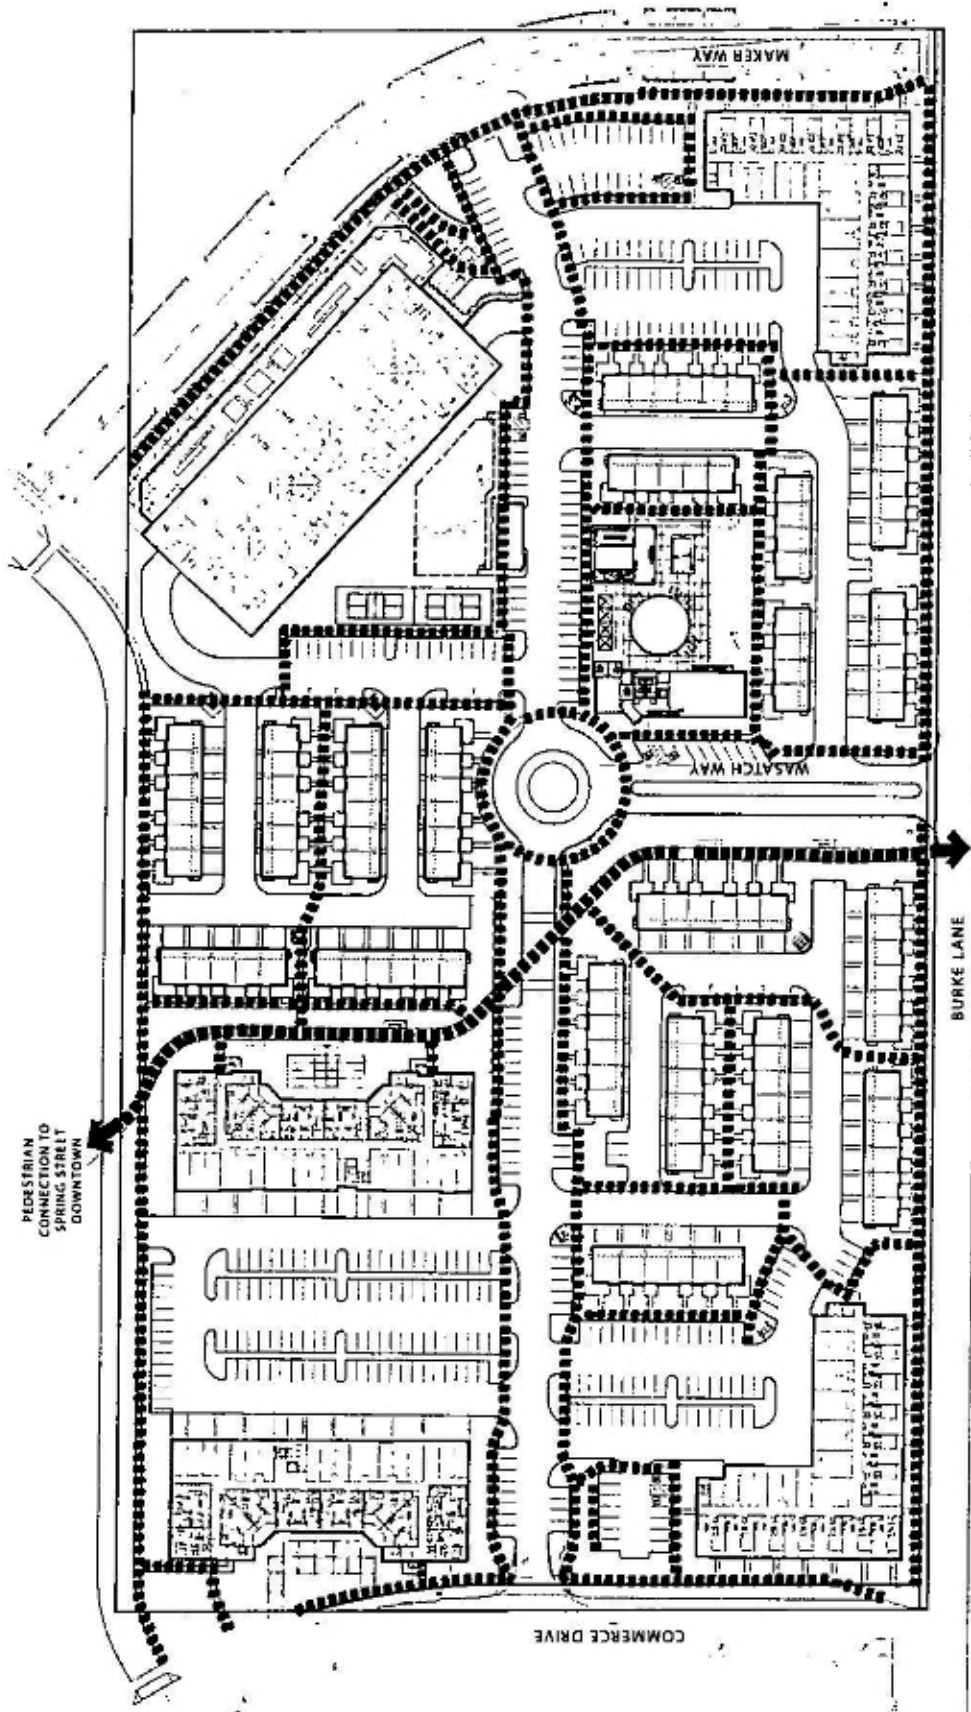 MAKER WAY
WASATCH WAY
BURKE LANE
PEDESTRIAN
CONNECTION TO
SPRING STREET
DOWNTOWN
COMMERCE DRIVE